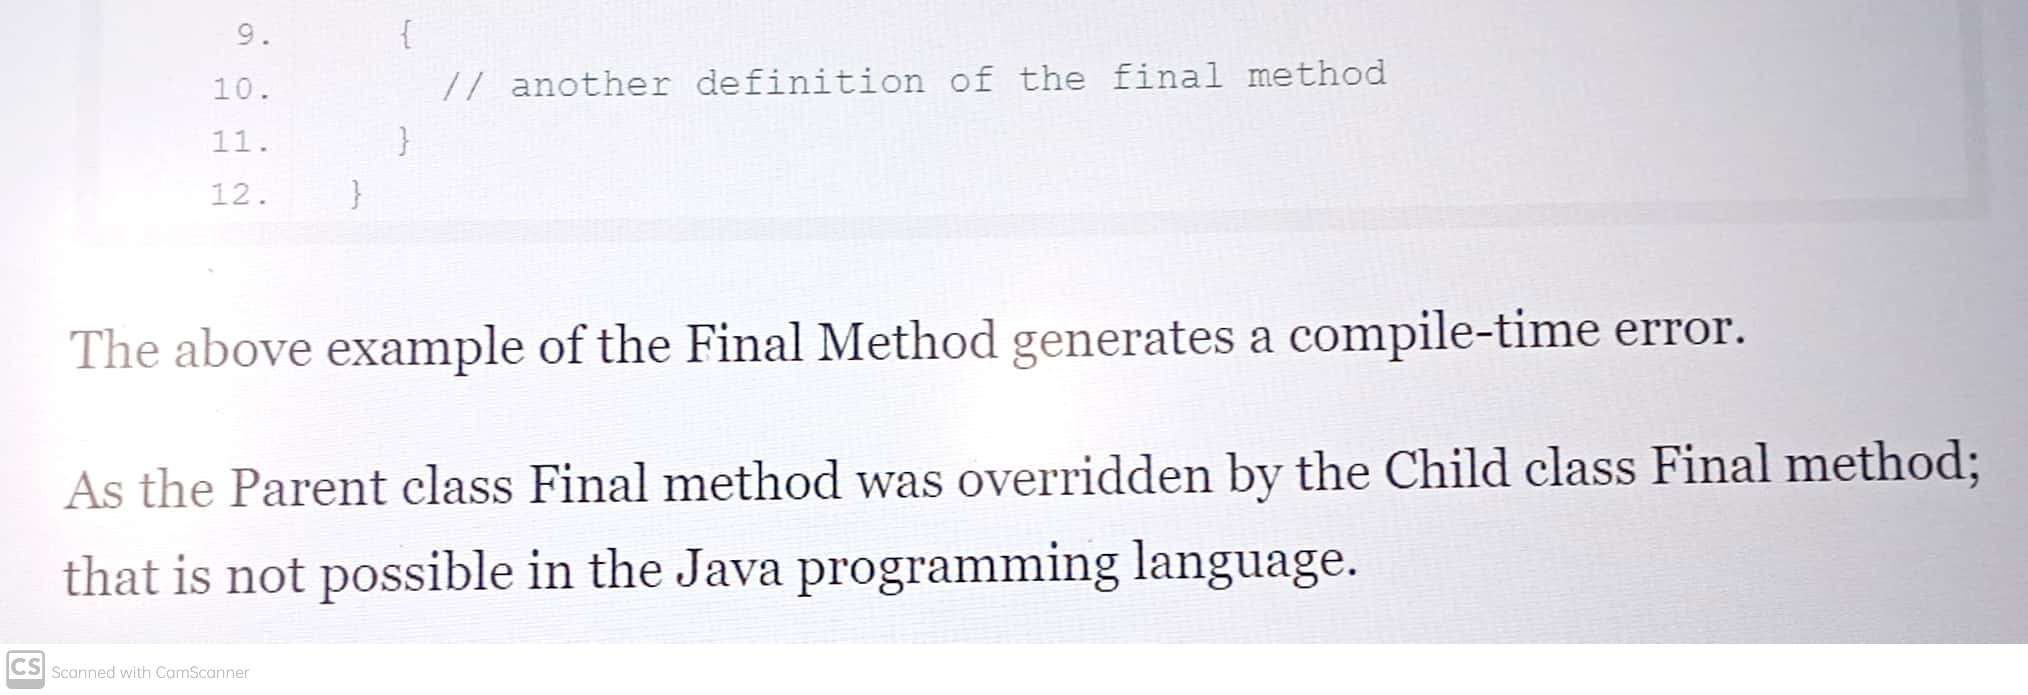 9. {
10. // another definition of the final method
11. }
12. }
The above example of the Final Method generates a compile-time error.
As the Parent class Final method was overridden by the Child class Final method;
that is not possible in the Java programming language.
CS Scanned with CamScanner